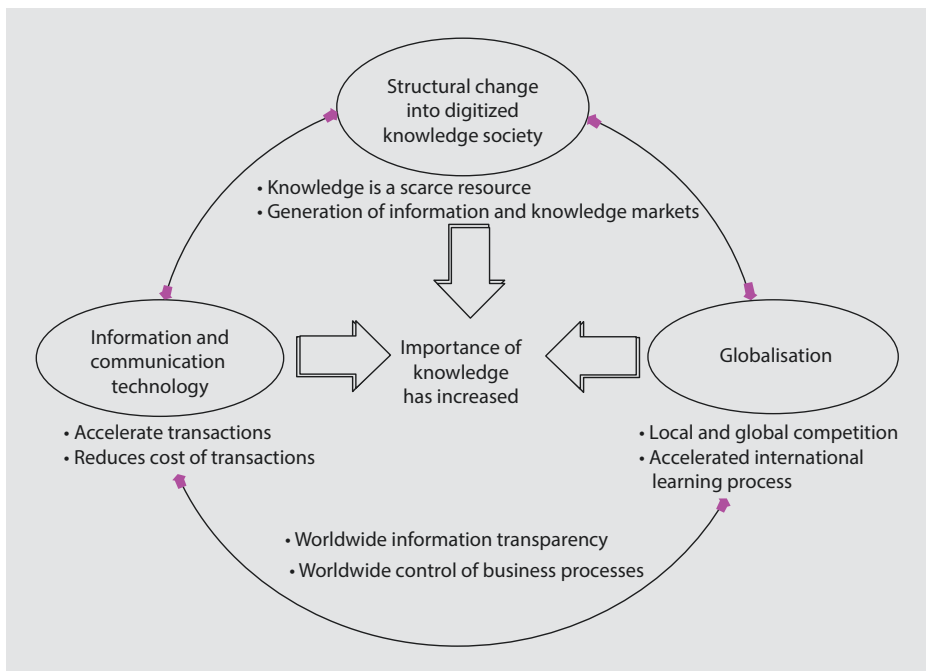 Structural change
into digitized
knowledge society
• Knowledge is a scarce resource
• Generation of information and knowledge markets
Information and
communication
technology
Importance of
knowledge
has increased
Globalisation
• Accelerate transactions
• Reduces cost of transactions
• Local and global competition
• Accelerated international
learning process
• Worldwide information transparency
• Worldwide control of business processes